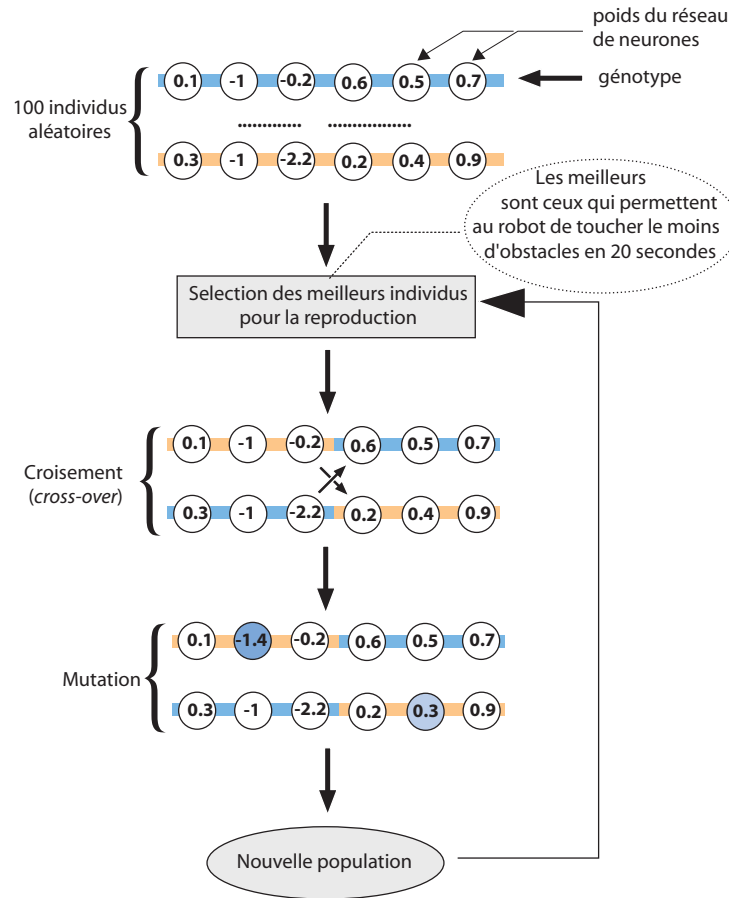 poids du réseau
de neurones
0.1 -1 -0.2 0.6 0.5 0.7
génotype
100 individus
aléatoires
0.3 -1 -2.2 0.2 0.4 0.9
Les meilleurs
sont ceux qui permettent
au robot de toucher le moins
d'obstacles en 20 secondes
Selection des meilleurs individus
pour la reproduction
0.1 -1 -0.2 0.6 0.5 0.7
Croisement
(cross-over)
0.3 -1 -2.2 0.2 0.4 0.9
0.1 -1.4 -0.2 0.6 0.5 0.7
Mutation
0.3 -1 -2.2 0.2 0.3 0.9
Nouvelle population